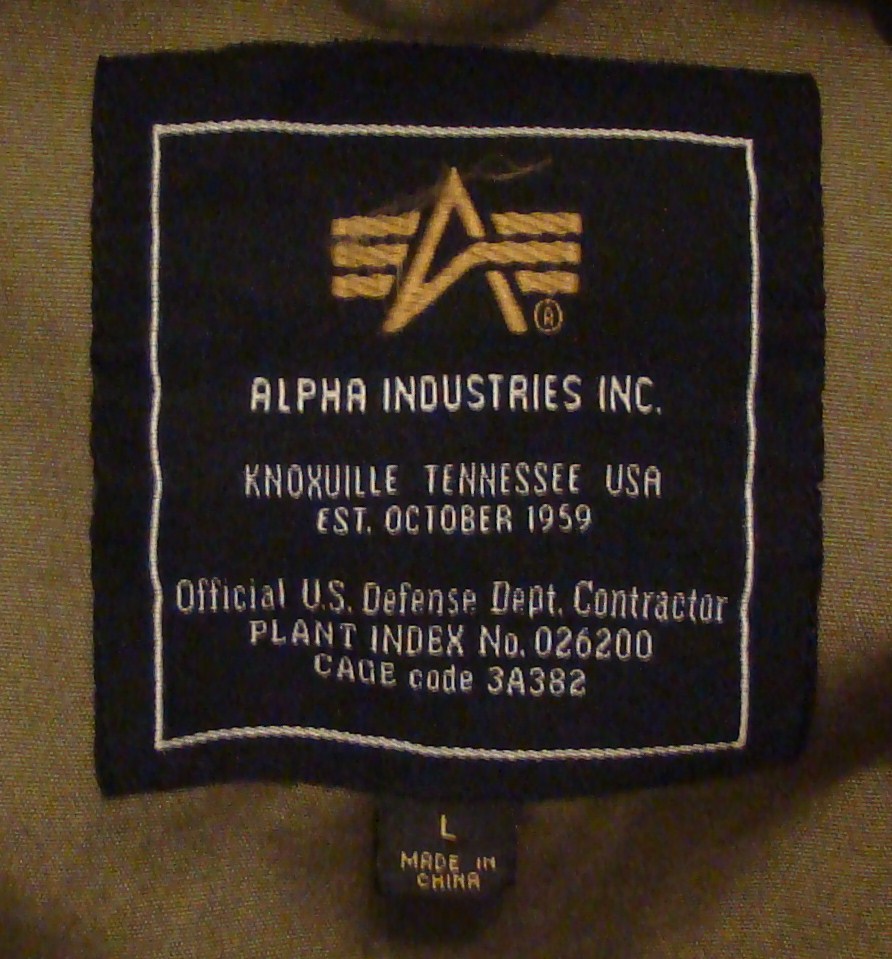 ®
ALPHA INDUSTRIES INC.
KNOXVILLE TENNESSEE USA
EST. OCTOBER 1959
Official U.S. Defense Dept. Contractor
PLANT INDEX No. 026200
CAGE code 3A382
L
MADE IN
CHINA